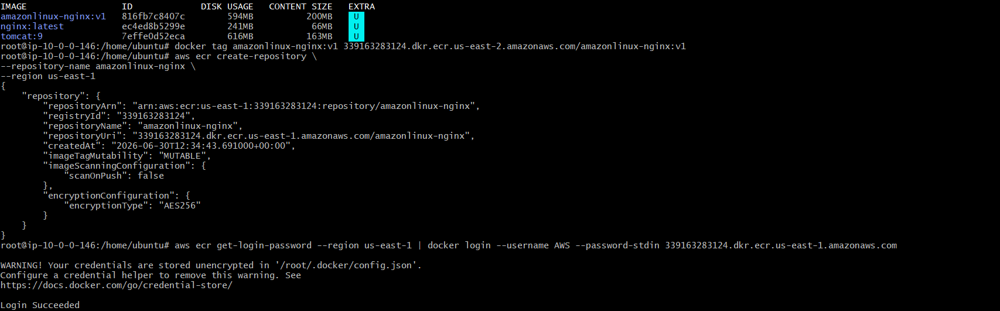 IMAGE ID DISK USAGE CONTENT SIZE EXTRA
amazonlinux-nginx:v1 816fb7c8407c 594MB 200MB U
nginx:latest ec4ed8b5299e 241MB 66MB U
tomcat:9 7effe0d52eca 616MB 163MB U
root@ip-10-0-0-146:/home/ubuntu# docker tag amazonlinux-nginx:v1 339163283124.dkr.ecr.us-east-2.amazonaws.com/amazonlinux-nginx:v1
root@ip-10-0-0-146:/home/ubuntu# aws ecr create-repository \
--repository-name amazonlinux-nginx \
--region us-east-1
{
    "repository": {
        "repositoryArn": "arn:aws:ecr:us-east-1:339163283124:repository/amazonlinux-nginx",
        "registryId": "339163283124",
        "repositoryName": "amazonlinux-nginx",
        "repositoryUri": "339163283124.dkr.ecr.us-east-1.amazonaws.com/amazonlinux-nginx",
        "createdAt": "2026-06-30T12:34:43.691000+00:00",
        "imageTagMutability": "MUTABLE",
        "imageScanningConfiguration": {
            "scanOnPush": false
        },
        "encryptionConfiguration": {
            "encryptionType": "AES256"
        }
    }
}
root@ip-10-0-0-146:/home/ubuntu# aws ecr get-login-password --region us-east-1 | docker login --username AWS --password-stdin 339163283124.dkr.ecr.us-east-1.amazonaws.com
WARNING! Your credentials are stored unencrypted in '/root/.docker/config.json'.
Configure a credential helper to remove this warning. See
https://docs.docker.com/go/credential-store/
Login Succeeded